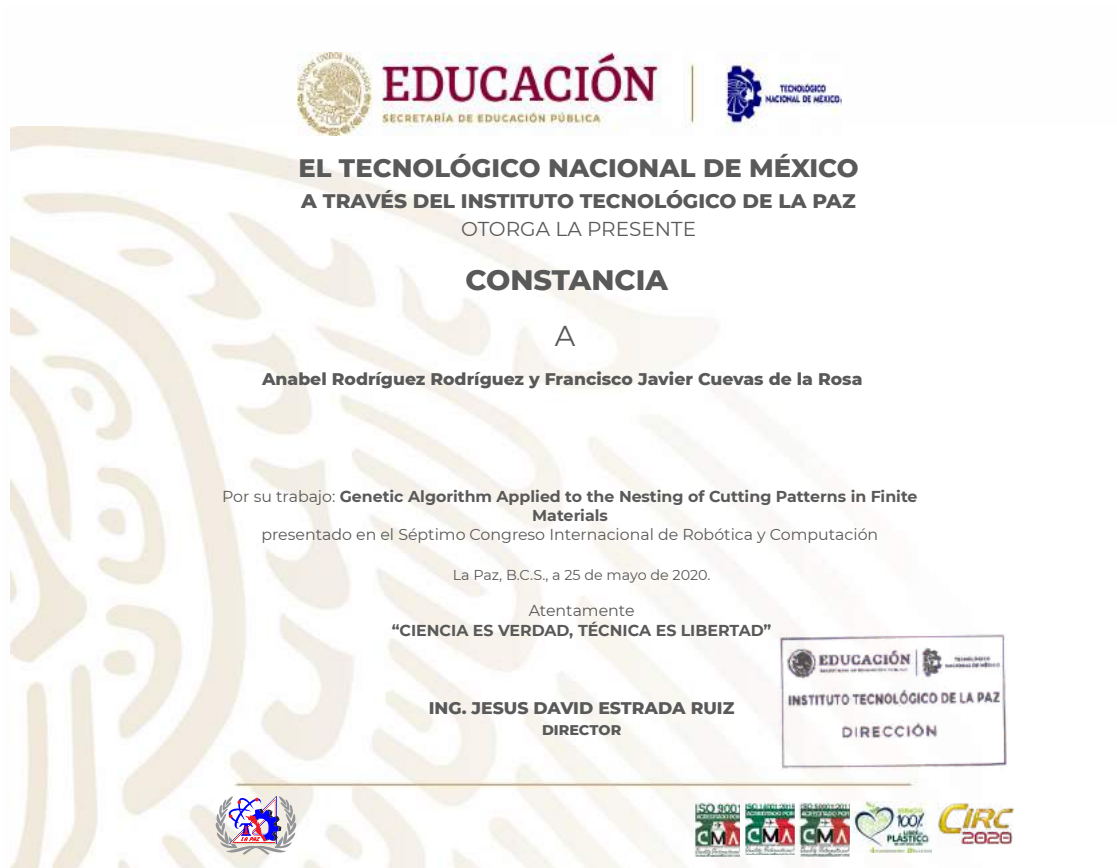 EDUCACIÓN
SECRETARÍA DE EDUCACIÓN PÚBLICA
TECNOLÓGICO
NACIONAL DE MÉXICO
EL TECNOLÓGICO NACIONAL DE MÉXICO
A TRAVÉS DEL INSTITUTO TECNOLÓGICO DE LA PAZ
OTORGA LA PRESENTE
CONSTANCIA
A
Anabel Rodríguez Rodríguez y Francisco Javier Cuevas de la Rosa
Por su trabajo: Genetic Algorithm Applied to the Nesting of Cutting Patterns in Finite
Materials
presentado en el Séptimo Congreso Internacional de Robótica y Computación
La Paz, B.C.S., a 25 de mayo de 2020.
Atentamente
“CIENCIA ES VERDAD, TÉCNICA ES LIBERTAD”
ING. JESUS DAVID ESTRADA RUIZ
DIRECTOR
EDUCACIÓN
INSTITUTO TECNOLÓGICO DE LA PAZ
DIRECCIÓN
LA PAZ
ISO 9001
CMA
CMA
CMA
100%
PLÁSTICO
CIRC
2020